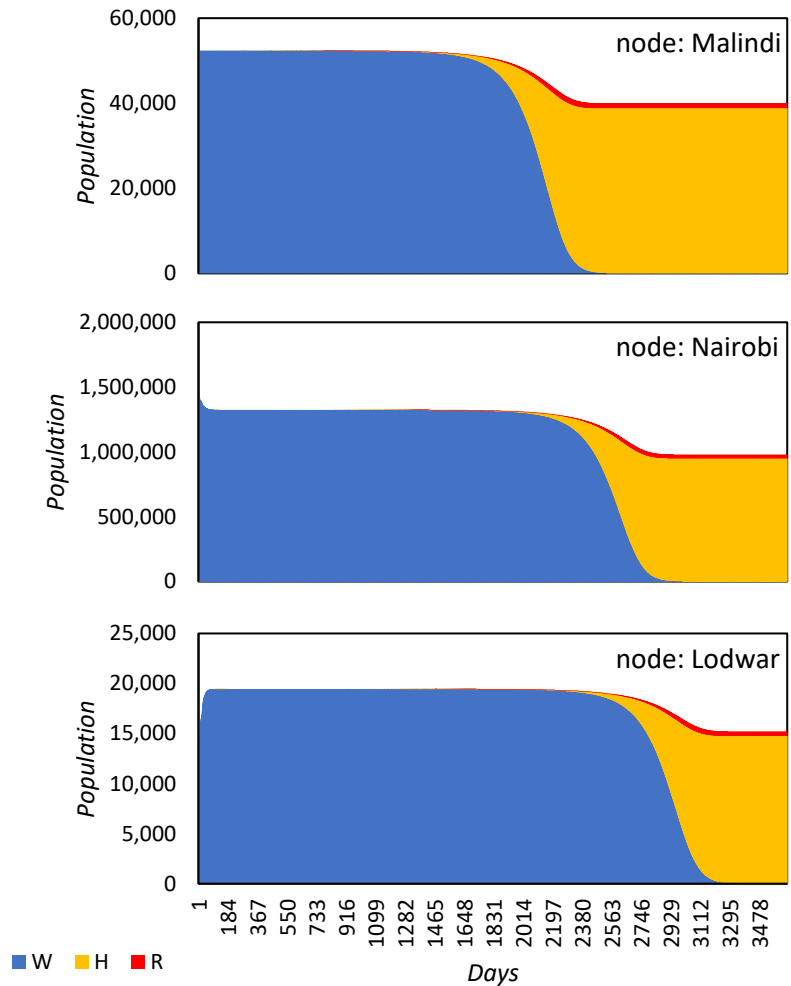 60,000
node: Malindi
40,000
20,000
0
Population
2,000,000
node: Nairobi
1,500,000
1,000,000
500,000
0
Population
25,000
node: Lodwar
20,000
15,000
10,000
5,000
0
Population
1 184 367 550 733 916 1099 1282 1465 1648 1831 2014 2197 2380 2563 2746 2929 3112 3295 3478
W H R
Days